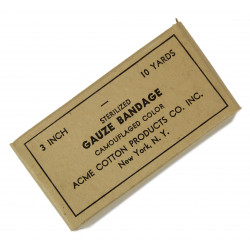 3 INCH
10 YARDS
STERILIZED
GAUZE BANDAGE
CAMOUFLAGED COLOR
ACME COTTON PRODUCTS CO. INC.
New York, N. Y.